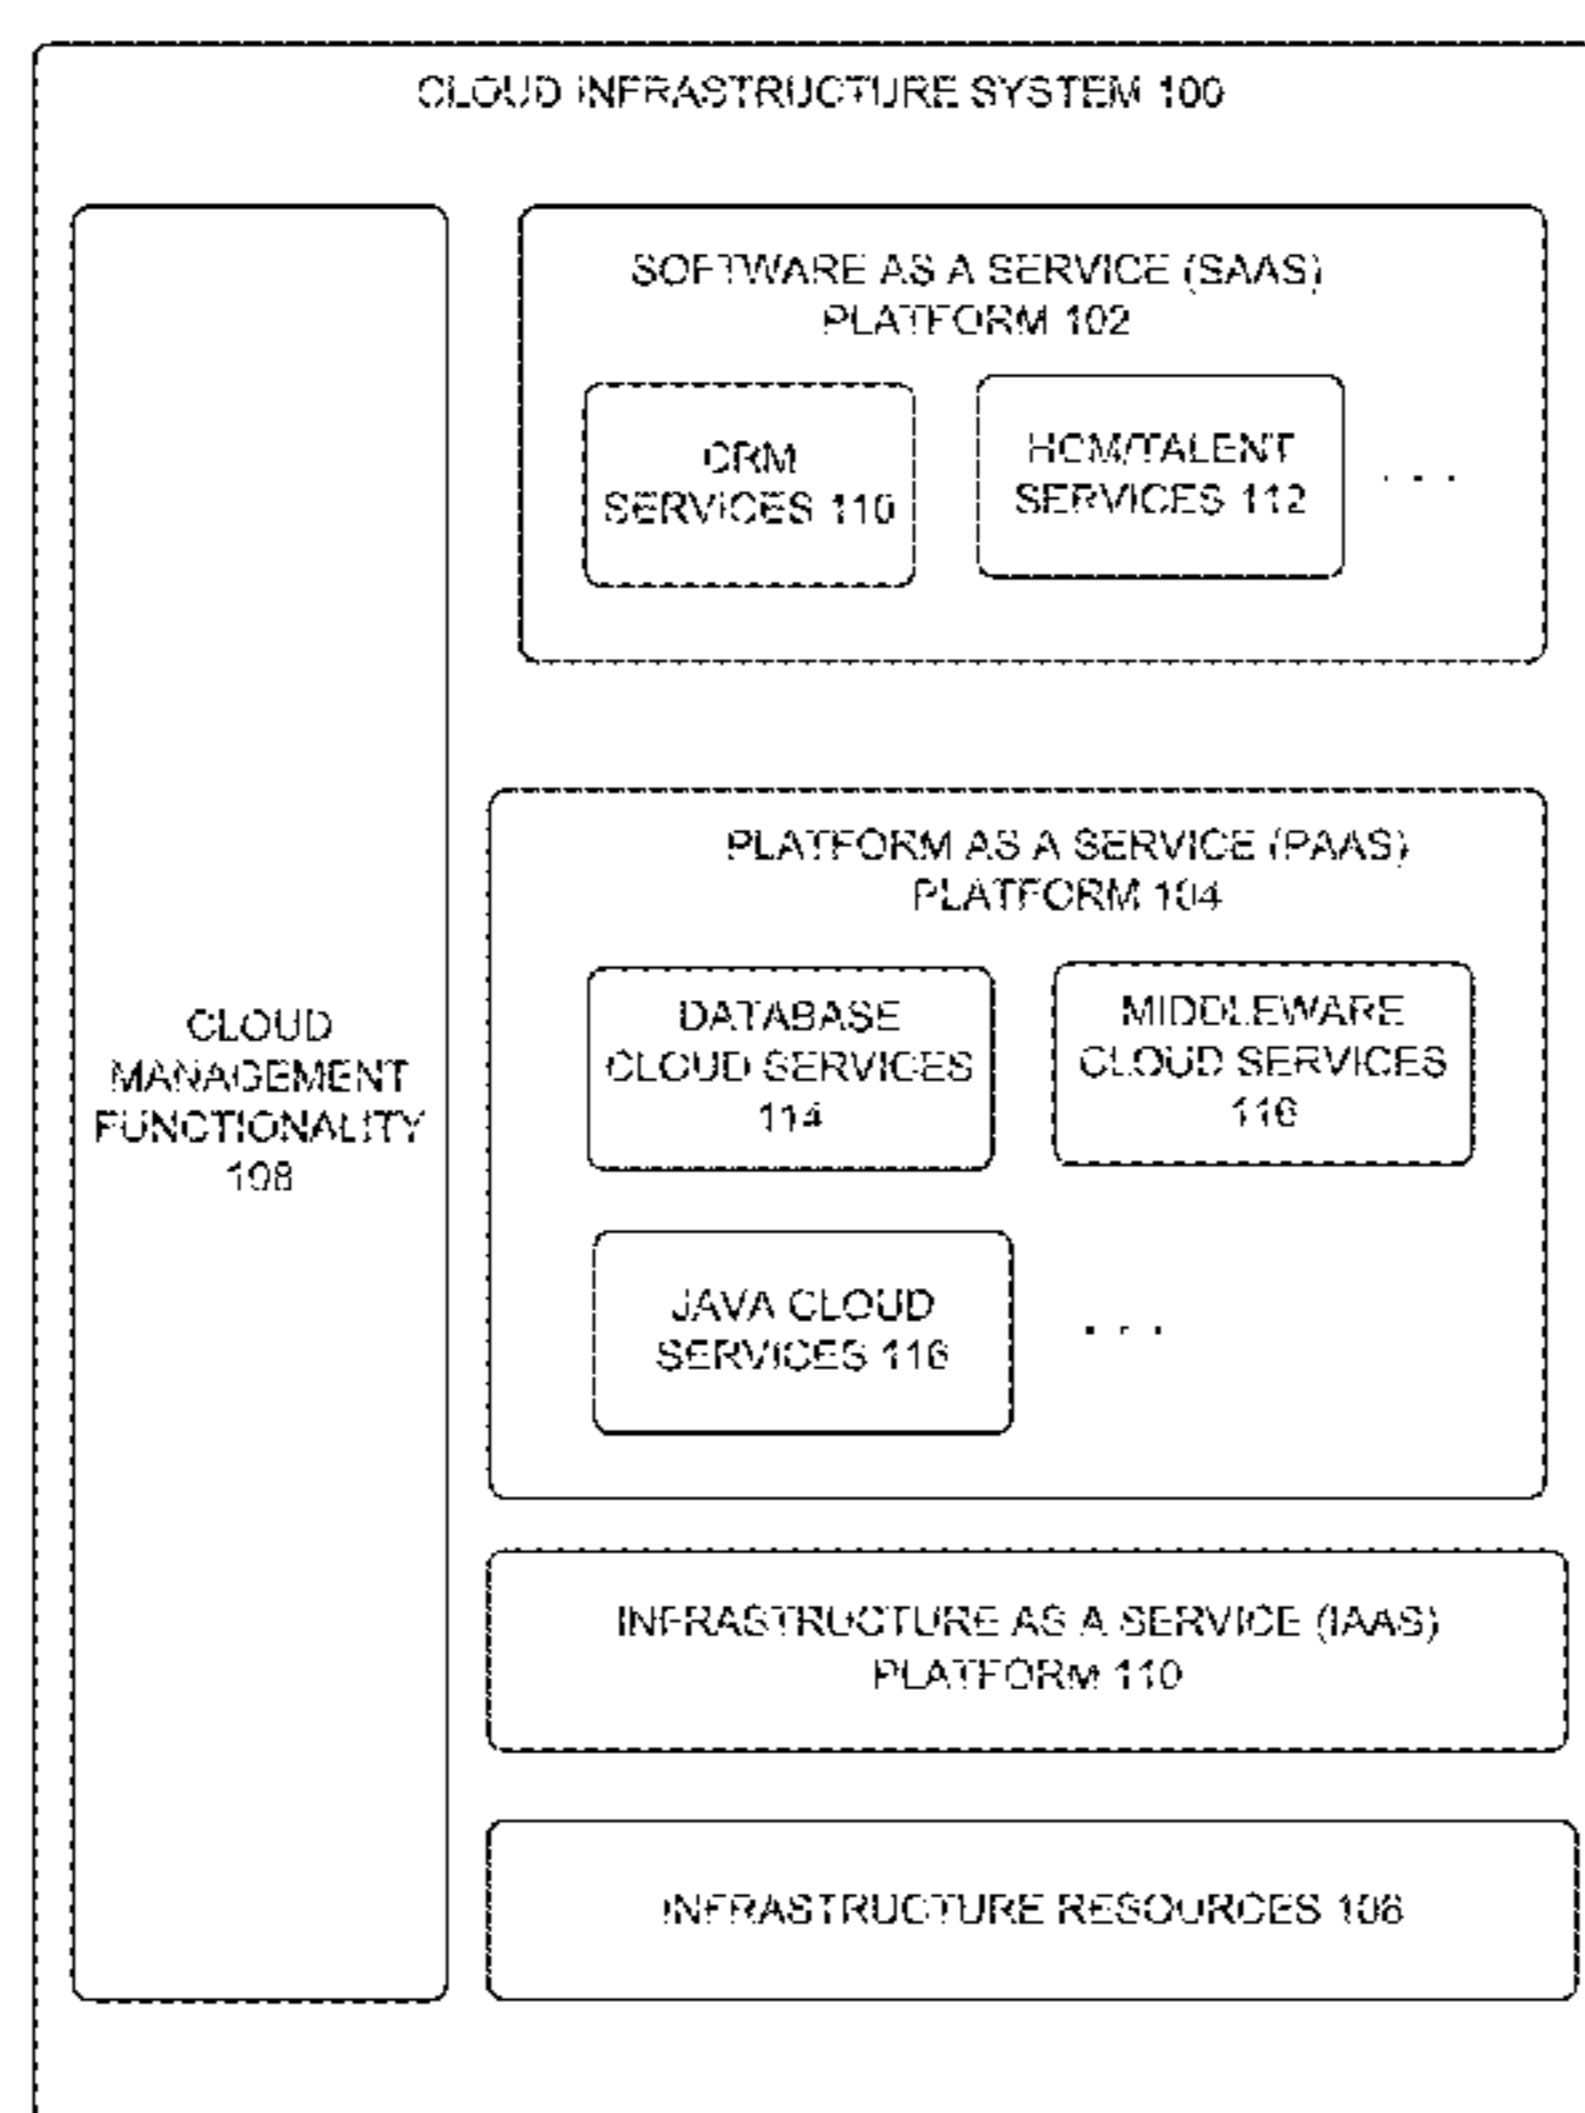 CLOUD INFRASTRUCTURE SYSTEM 100
SOFTWARE AS A SERVICE (SAAS)
PLATFORM 102
CRM
SERVICES 110
HCM/TALENT
SERVICES 112
. . .
PLATFORM AS A SERVICE (PAAS)
PLATFORM 104
DATABASE
CLOUD SERVICES
114
MIDDLEWARE
CLOUD SERVICES
116
JAVA CLOUD
SERVICES 116
. . .
CLOUD
MANAGEMENT
FUNCTIONALITY
108
INFRASTRUCTURE AS A SERVICE (IAAS)
PLATFORM 110
INFRASTRUCTURE RESOURCES 106